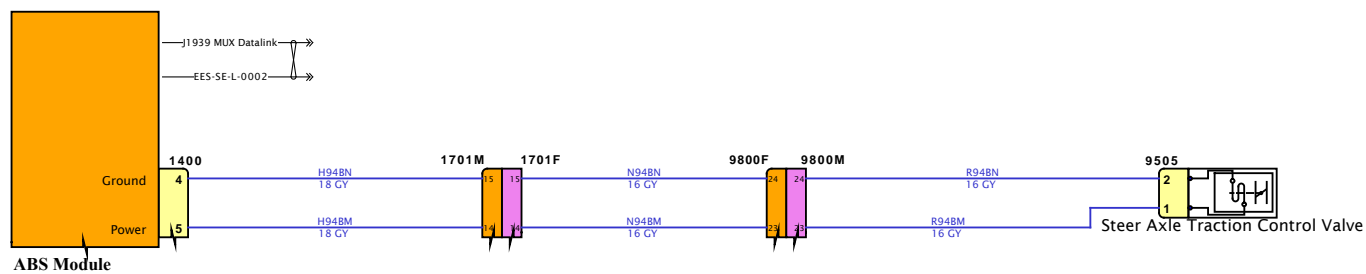 J1939 MUX Datalink
EES-SE-L-0002
1400
1701M 1701F
9800F 9800M
9505
Ground 4 H94BN 15 15 N94BN 24 24 R94BN 2
18 GY 16 GY 16 GY
Power 5 H94BM 14 14 N94BM 23 23 R94BM 1
18 GY 16 GY 16 GY
Steer Axle Traction Control Valve
ABS Module